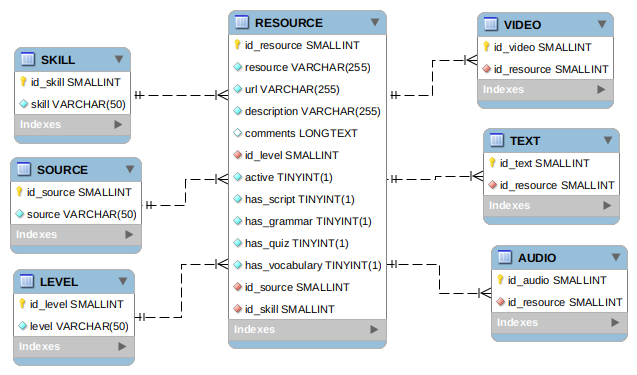 SKILL
id_skill SMALLINT
skill VARCHAR(50)
Indexes
SOURCE
id_source SMALLINT
source VARCHAR(50)
Indexes
LEVEL
id_level SMALLINT
level VARCHAR(50)
Indexes
RESOURCE
id_resource SMALLINT
resource VARCHAR(255)
url VARCHAR(255)
description VARCHAR(255)
comments LONGTEXT
id_level SMALLINT
active TINYINT(1)
has_script TINYINT(1)
has_grammar TINYINT(1)
has_quiz TINYINT(1)
has_vocabulary TINYINT(1)
id_source SMALLINT
id_skill SMALLINT
Indexes
VIDEO
id_video SMALLINT
id_resource SMALLINT
Indexes
TEXT
id_text SMALLINT
id_resource SMALLINT
Indexes
AUDIO
id_audio SMALLINT
id_resource SMALLINT
Indexes